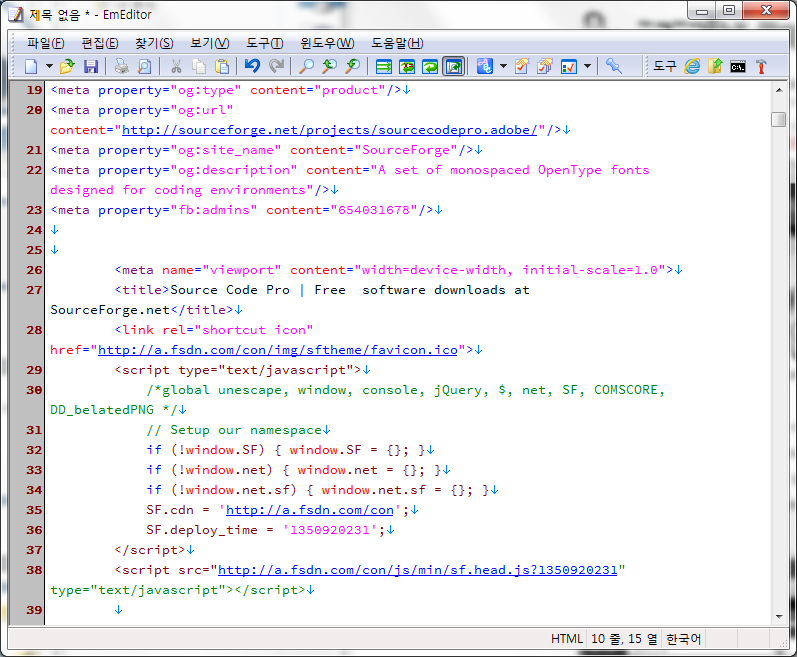 제목 없음 * - EmEditor
파일(F) 편집(E) 찾기(S) 보기(V) 도구(T) 윈도우(W) 도움말(H)
도구
19 <meta property="og:type" content="product"/>↓
20 <meta property="og:url"
content="http://sourceforge.net/projects/sourcecodepro.adobe/"/>↓
21 <meta property="og:site_name" content="SourceForge"/>↓
22 <meta property="og:description" content="A set of monospaced OpenType fonts
designed for coding environments"/>↓
23 <meta property="fb:admins" content="654031678"/>↓
24 ↓
25 ↓
26 <meta name="viewport" content="width=device-width, initial-scale=1.0">↓
27 <title>Source Code Pro | Free  software downloads at
SourceForge.net</title>↓
28 <link rel="shortcut icon"
href="http://a.fsdn.com/con/img/sftheme/favicon.ico">↓
29 <script type="text/javascript">↓
30 /*global unescape, window, console, jQuery, $, net, SF, COMSCORE,
DD_belatedPNG */↓
31 // Setup our namespace↓
32 if (!window.SF) { window.SF = {}; }↓
33 if (!window.net) { window.net = {}; }↓
34 if (!window.net.sf) { window.net.sf = {}; }↓
35 SF.cdn = 'http://a.fsdn.com/con';↓
36 SF.deploy_time = '1350920231';↓
37 </script>↓
38 <script src="http://a.fsdn.com/con/js/min/sf.head.js?1350920231"
type="text/javascript"></script>↓
39 ↓
HTML 10 줄, 15 열 한국어